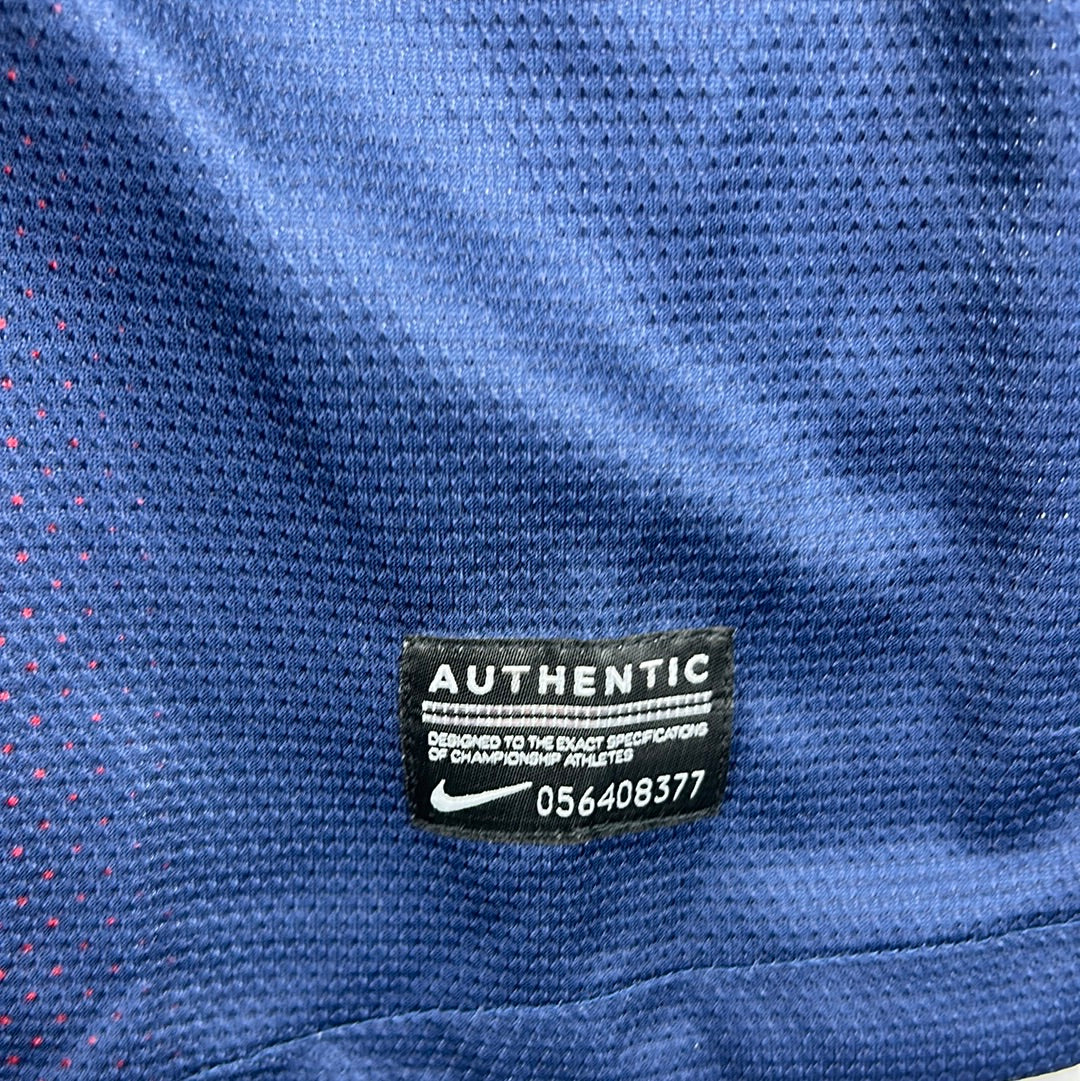 AUTHENTIC
DESIGNED TO THE EXACT SPECIFICATIONS
OF CHAMPIONSHIP ATHLETES
056408377